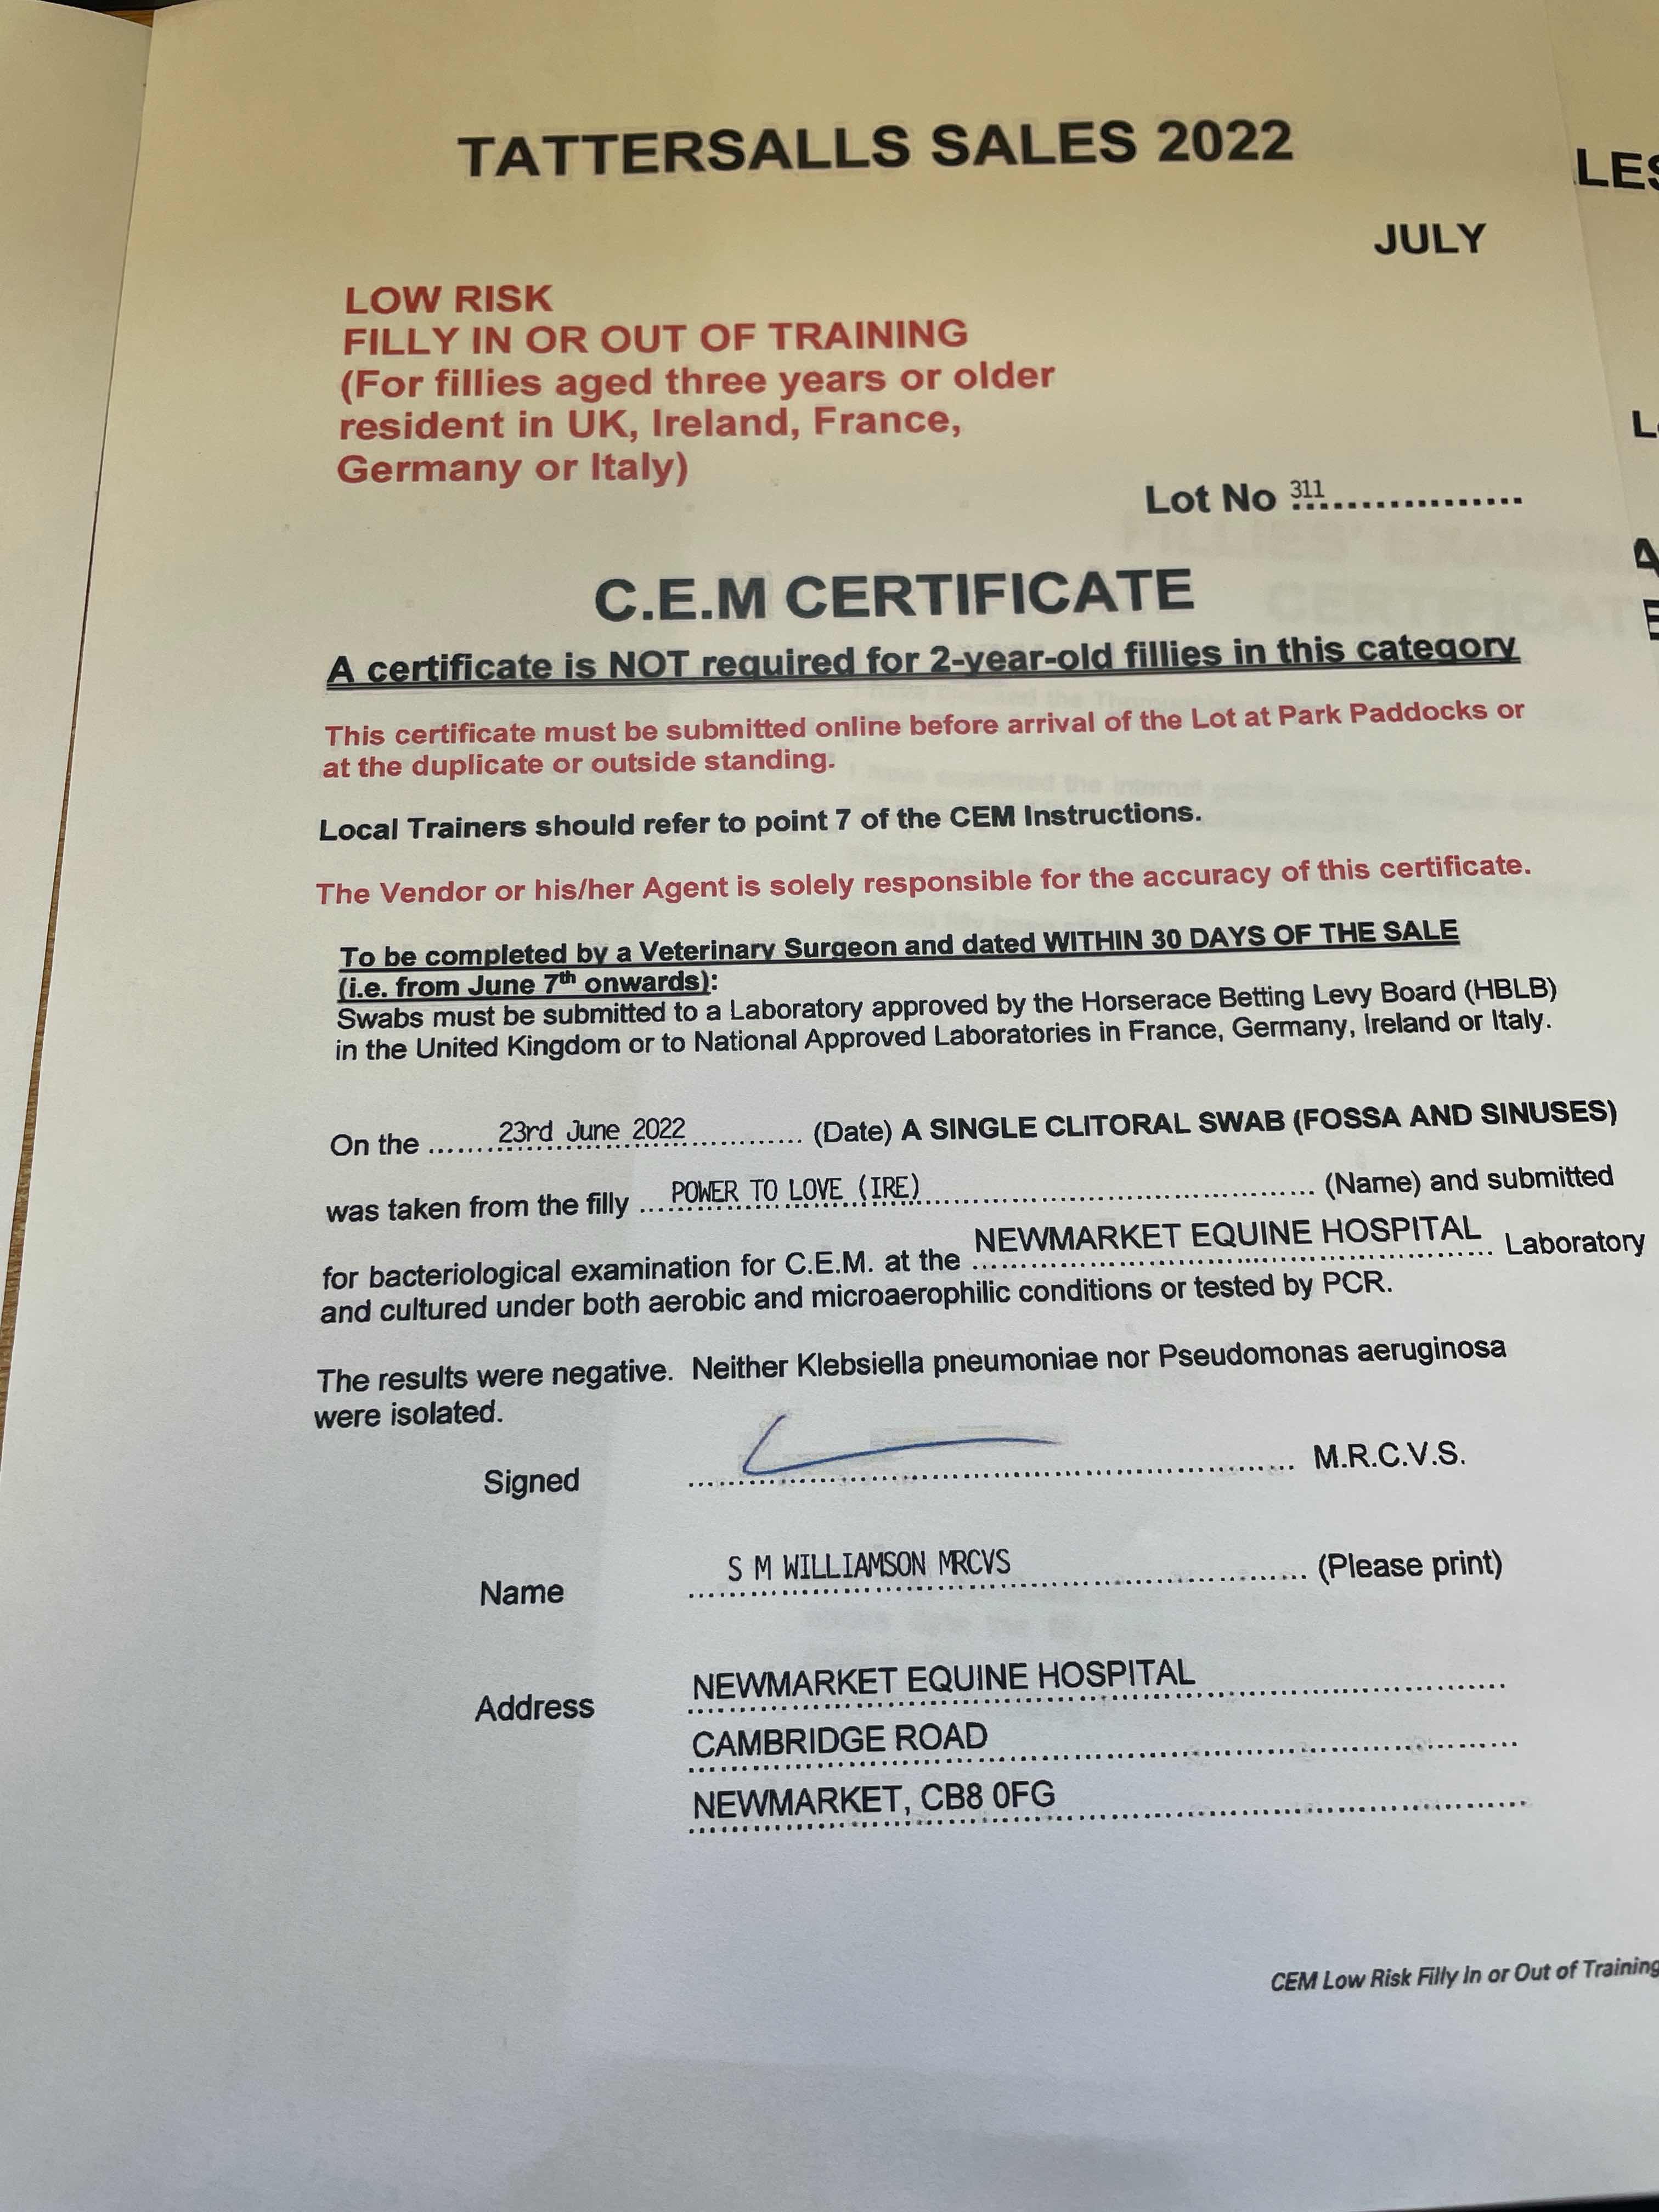 TATTERSALLS SALES 2022
JULY
LOW RISK
FILLY IN OR OUT OF TRAINING
(For fillies aged three years or older
resident in UK, Ireland, France,
Germany or Italy)
Lot No 311
C.E.M CERTIFICATE
A certificate is NOT required for 2-year-old fillies in this category
This certificate must be submitted online before arrival of the Lot at Park Paddocks or
at the duplicate or outside standing.
Local Trainers should refer to point 7 of the CEM Instructions.
The Vendor or his/her Agent is solely responsible for the accuracy of this certificate.
To be completed by a Veterinary Surgeon and dated WITHIN 30 DAYS OF THE SALE
(i.e. from June 7th onwards):
Swabs must be submitted to a Laboratory approved by the Horserace Betting Levy Board (HBLB)
in the United Kingdom or to National Approved Laboratories in France, Germany, Ireland or Italy.
On the 23rd June 2022 (Date) A SINGLE CLITORAL SWAB (FOSSA AND SINUSES)
was taken from the filly POWER TO LOVE (IRE) (Name) and submitted
for bacteriological examination for C.E.M. at the NEWMARKET EQUINE HOSPITAL Laboratory
and cultured under both aerobic and microaerophilic conditions or tested by PCR.
The results were negative. Neither Klebsiella pneumoniae nor Pseudomonas aeruginosa
were isolated.
Signed M.R.C.V.S.
Name S M WILLIAMSON MRCVS (Please print)
Address NEWMARKET EQUINE HOSPITAL
CAMBRIDGE ROAD
NEWMARKET, CB8 0FG
CEM Low Risk Filly In or Out of Training